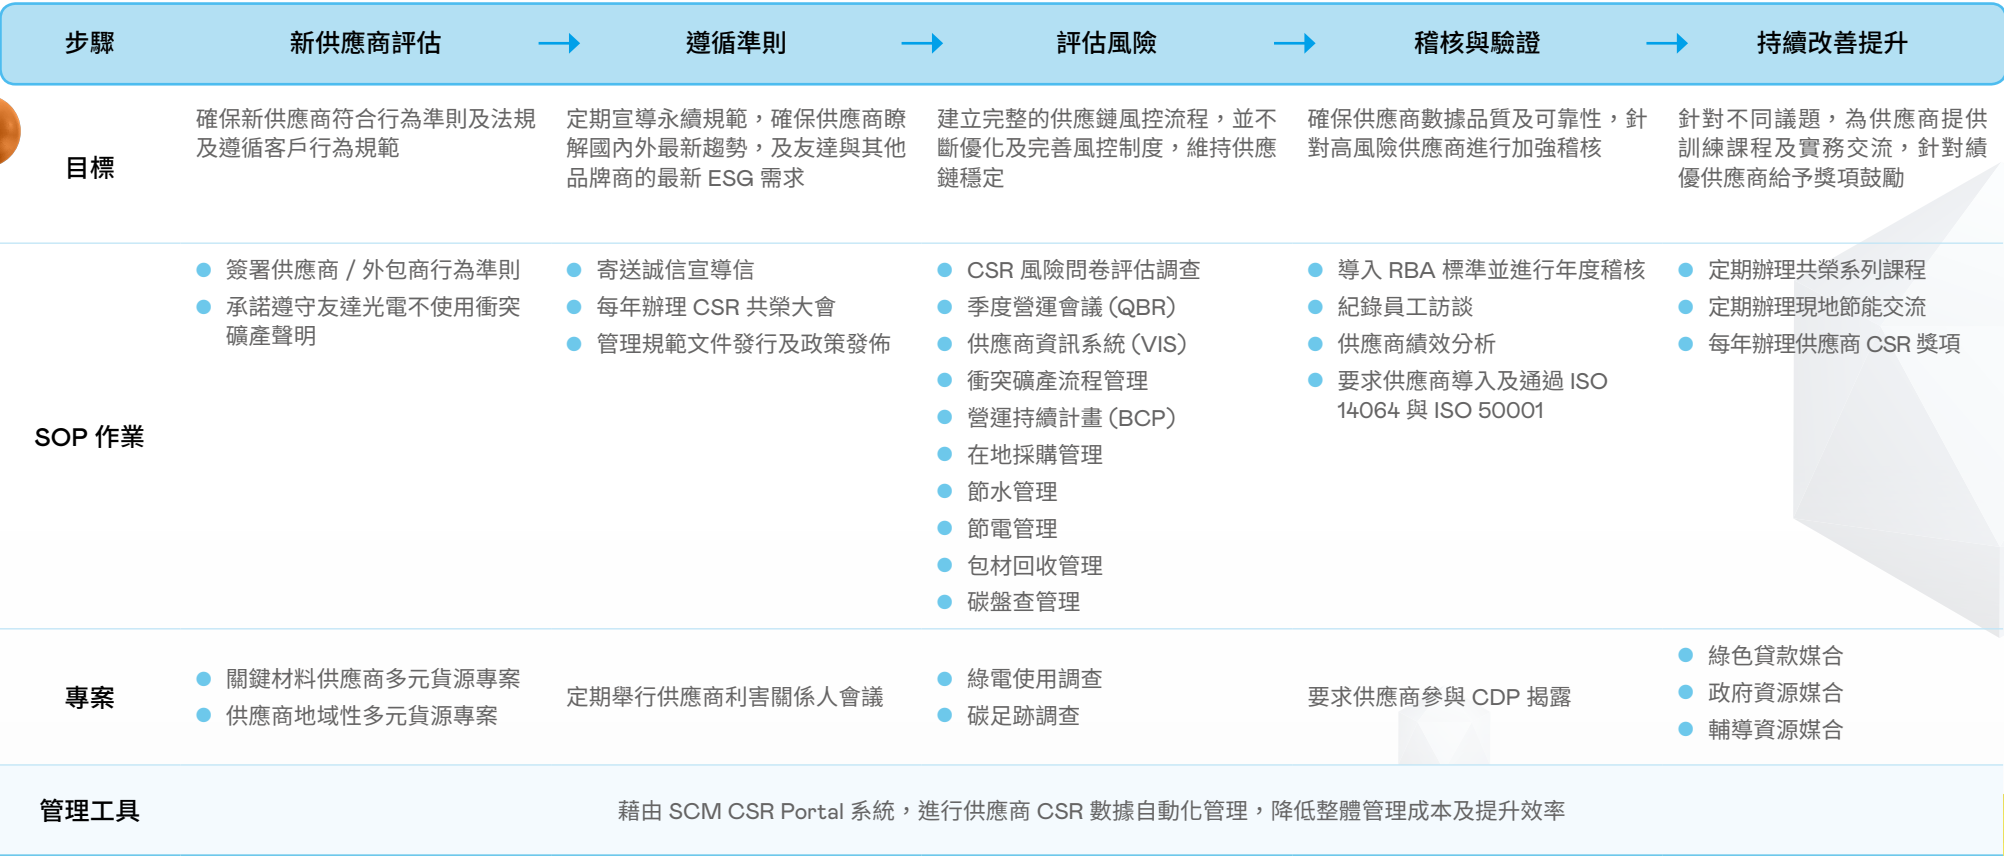 步驟
新供應商評估
遵循準則
評估風險
稽核與驗證
持續改善提升
目標
確保新供應商符合行為準則及法規
及遵循客戶行為規範
定期宣導永續規範，確保供應商瞭
解國內外最新趨勢，及友達與其他
品牌商的最新 ESG 需求
建立完整的供應鏈風控流程，並不
斷優化及完善風控制度，維持供應
鏈穩定
確保供應商數據品質及可靠性，針
對高風險供應商進行加強稽核
針對不同議題，為供應商提供
訓練課程及實務交流，針對績
優供應商給予獎項鼓勵
SOP 作業
簽署供應商 / 外包商行為準則
承諾遵守友達光電不使用衝突
礦產聲明
寄送誠信宣導信
每年辦理 CSR 共榮大會
管理規範文件發行及政策發佈
CSR 風險問卷評估調查
季度營運會議 (QBR)
供應商資訊系統 (VIS)
衝突礦產流程管理
營運持續計畫 (BCP)
在地採購管理
節水管理
節電管理
包材回收管理
碳盤查管理
導入 RBA 標準並進行年度稽核
紀錄員工訪談
供應商績效分析
要求供應商導入及通過 ISO
14064 與 ISO 50001
定期辦理共榮系列課程
定期辦理現地節能交流
每年辦理供應商 CSR 獎項
專案
關鍵材料供應商多元貨源專案
供應商地域性多元貨源專案
定期舉行供應商利害關係人會議
綠電使用調查
碳足跡調查
要求供應商參與 CDP 揭露
綠色貸款媒合
政府資源媒合
輔導資源媒合
管理工具
藉由 SCM CSR Portal 系統，進行供應商 CSR 數據自動化管理，降低整體管理成本及提升效率